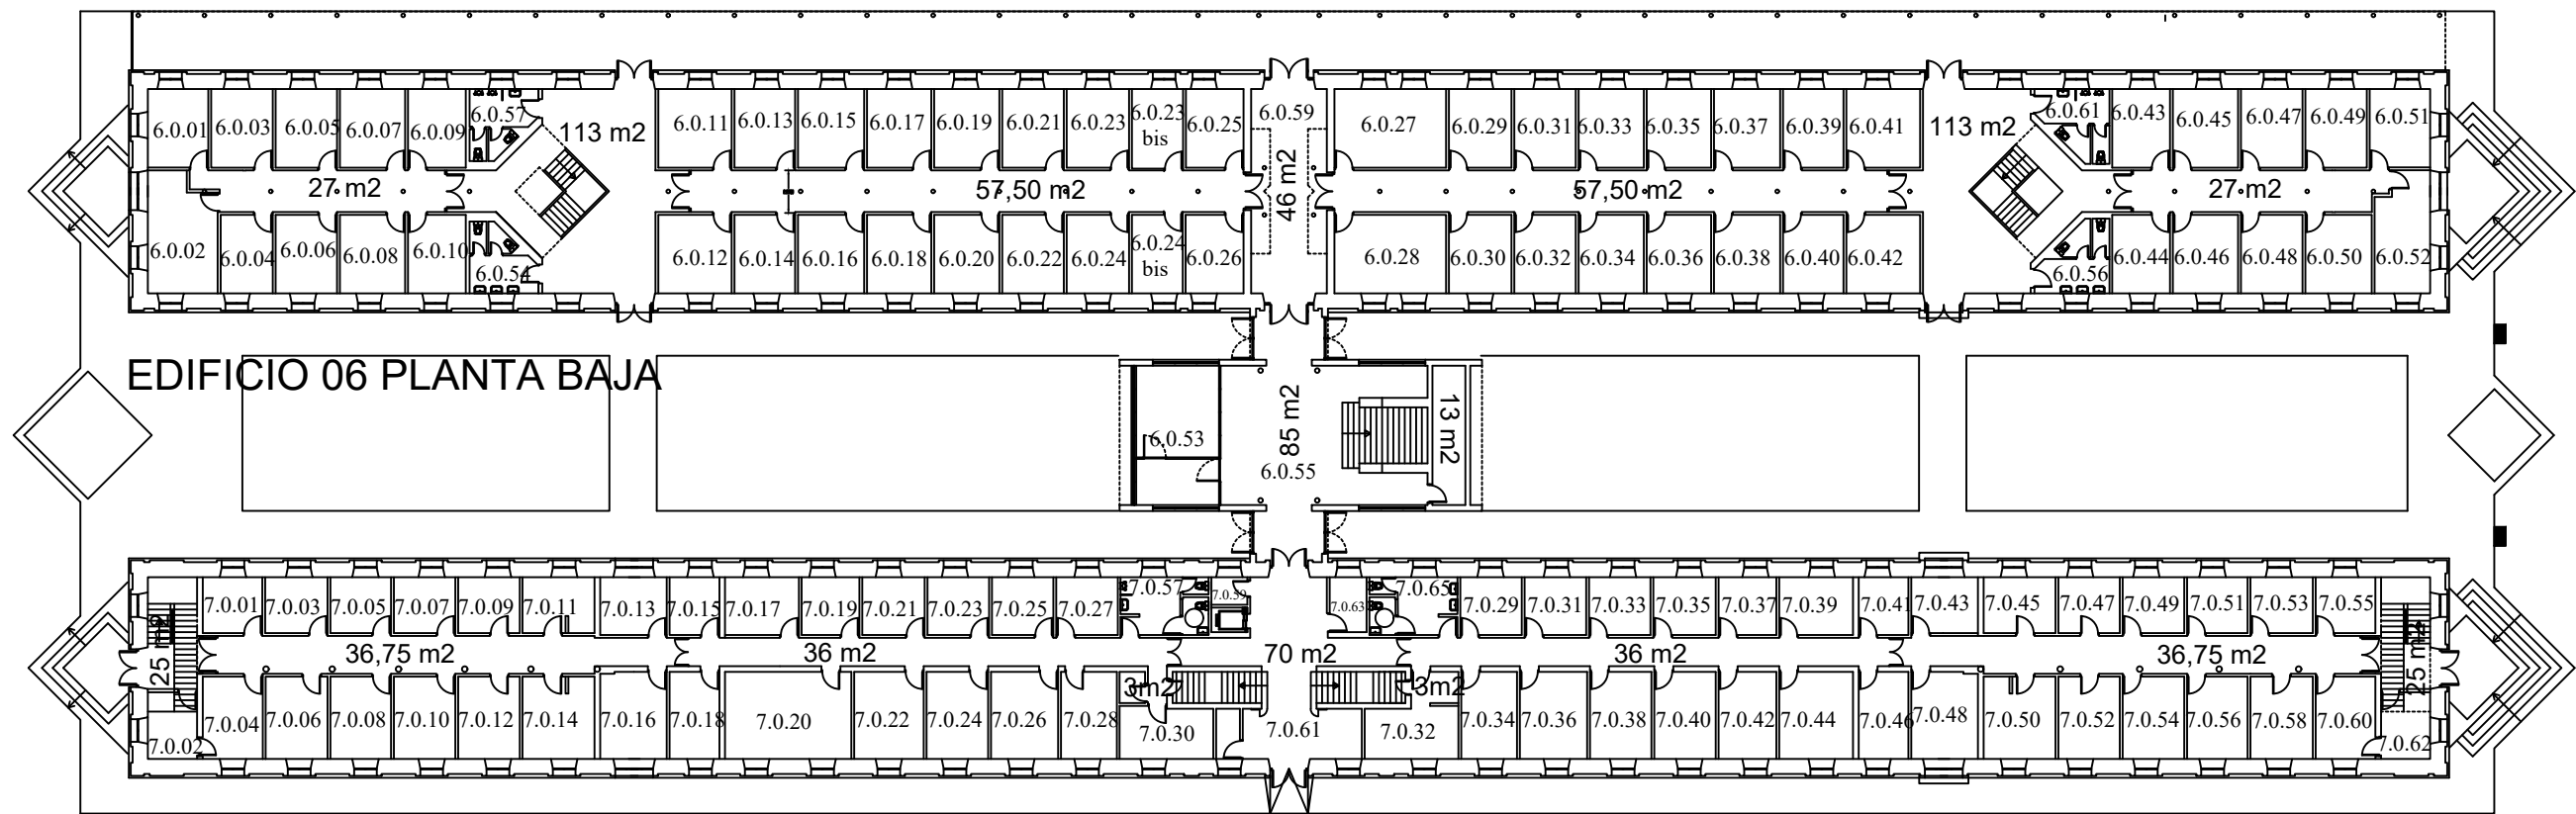 6.0.01 6.0.03 6.0.05 6.0.07 6.0.09 6.0.57 113 m2 6.0.11 6.0.13 6.0.15 6.0.17 6.0.19 6.0.21 6.0.23 6.0.23 bis 6.0.25 6.0.59 6.0.27 6.0.29 6.0.31 6.0.33 6.0.35 6.0.37 6.0.39 6.0.41 113 m2 6.0.61 6.0.43 6.0.45 6.0.47 6.0.49 6.0.51
27 m2 57,50 m2 46 m2 57,50 m2 27 m2
6.0.02 6.0.04 6.0.06 6.0.08 6.0.10 6.0.54 6.0.12 6.0.14 6.0.16 6.0.18 6.0.20 6.0.22 6.0.24 6.0.24 bis 6.0.26 6.0.28 6.0.30 6.0.32 6.0.34 6.0.36 6.0.38 6.0.40 6.0.42 6.0.56 6.0.44 6.0.46 6.0.48 6.0.50 6.0.52
EDIFICIO 06 PLANTA BAJA
6.0.53 85 m2 6.0.55 13 m2
7.0.01 7.0.03 7.0.05 7.0.07 7.0.09 7.0.11 7.0.13 7.0.15 7.0.17 7.0.19 7.0.21 7.0.23 7.0.25 7.0.27 7.0.57 7.0.59 7.0.63 7.0.65 7.0.29 7.0.31 7.0.33 7.0.35 7.0.37 7.0.39 7.0.41 7.0.43 7.0.45 7.0.47 7.0.49 7.0.51 7.0.53 7.0.55
25 m2 36,75 m2 36 m2 70 m2 36 m2 36,75 m2 25 m2
3m2 3m2
7.0.02 7.0.04 7.0.06 7.0.08 7.0.10 7.0.12 7.0.14 7.0.16 7.0.18 7.0.20 7.0.22 7.0.24 7.0.26 7.0.28 7.0.30 7.0.61 7.0.32 7.0.34 7.0.36 7.0.38 7.0.40 7.0.42 7.0.44 7.0.46 7.0.48 7.0.50 7.0.52 7.0.54 7.0.56 7.0.58 7.0.60 7.0.62